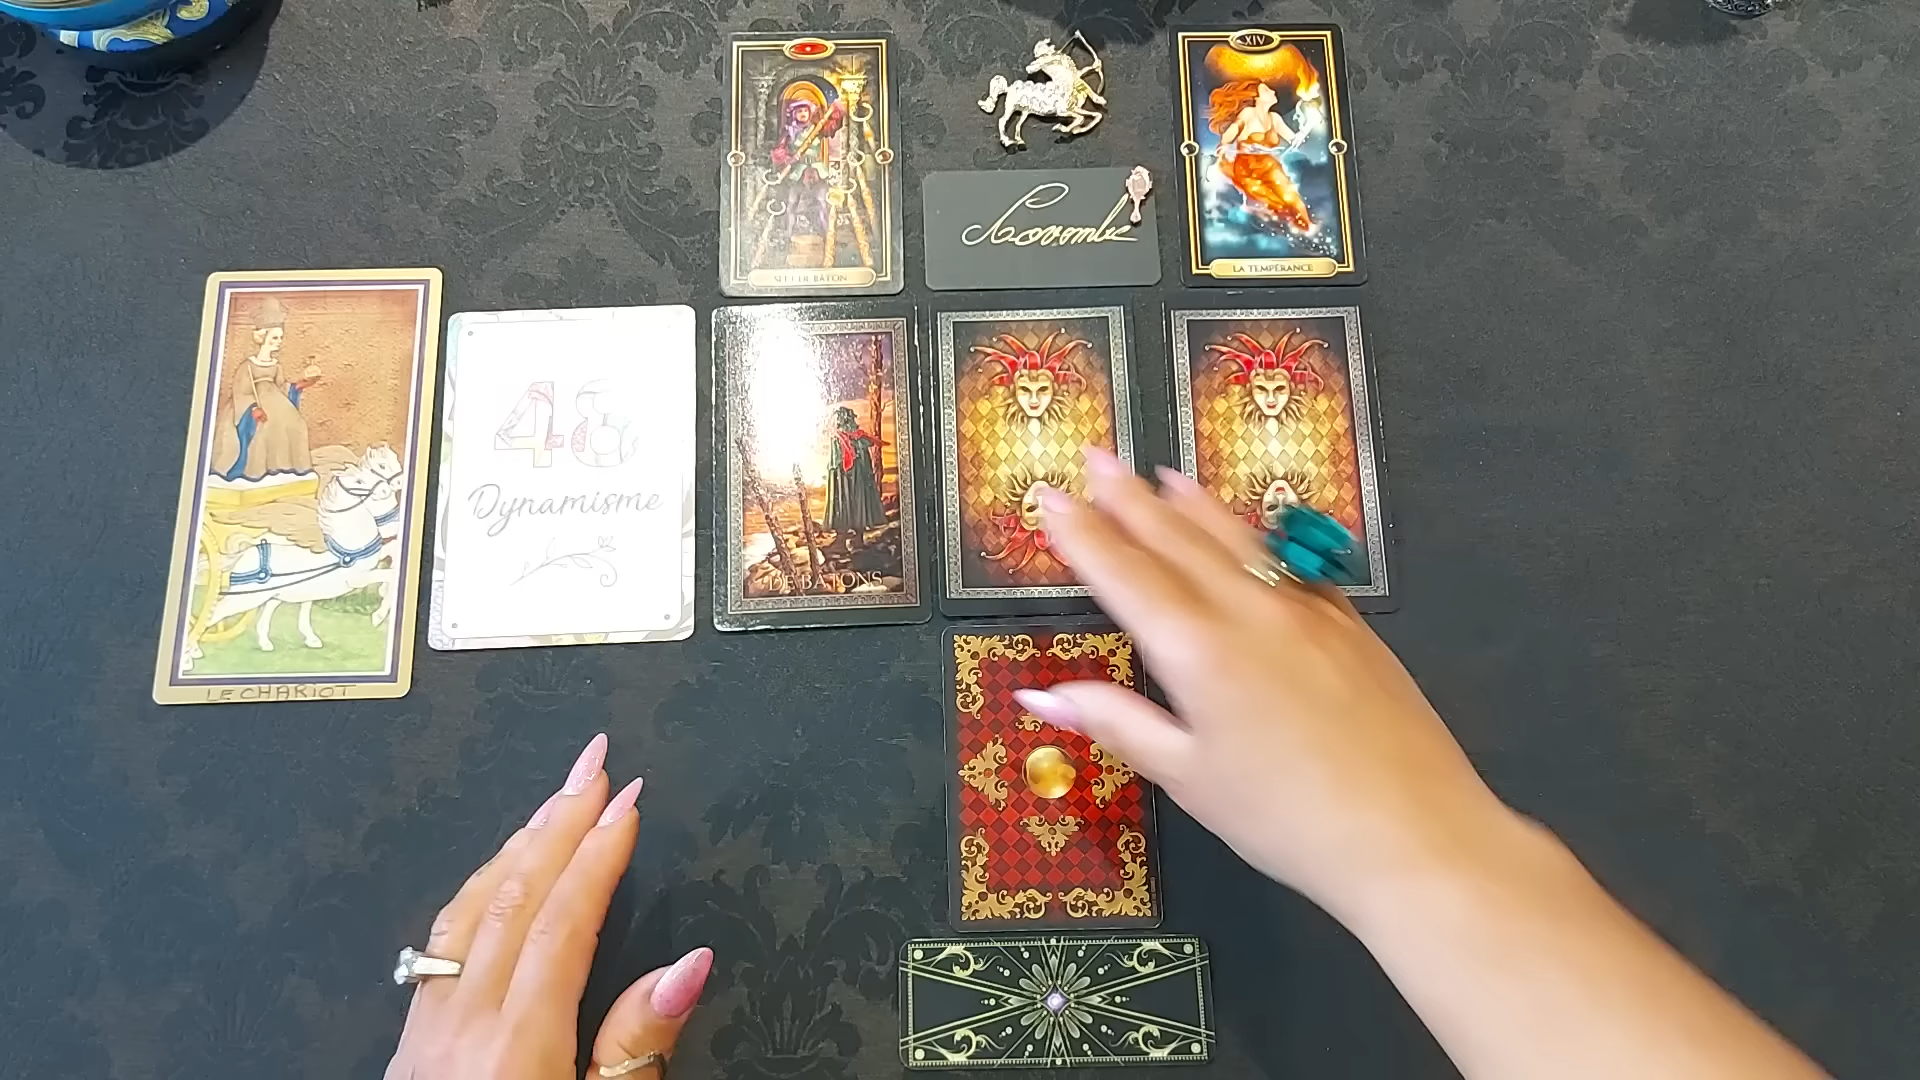 SEPT DE BÂTON
XIV
LA TEMPÉRANCE
Novembre
LE CHARIOT
48
Dynamisme
DE BÂTONS